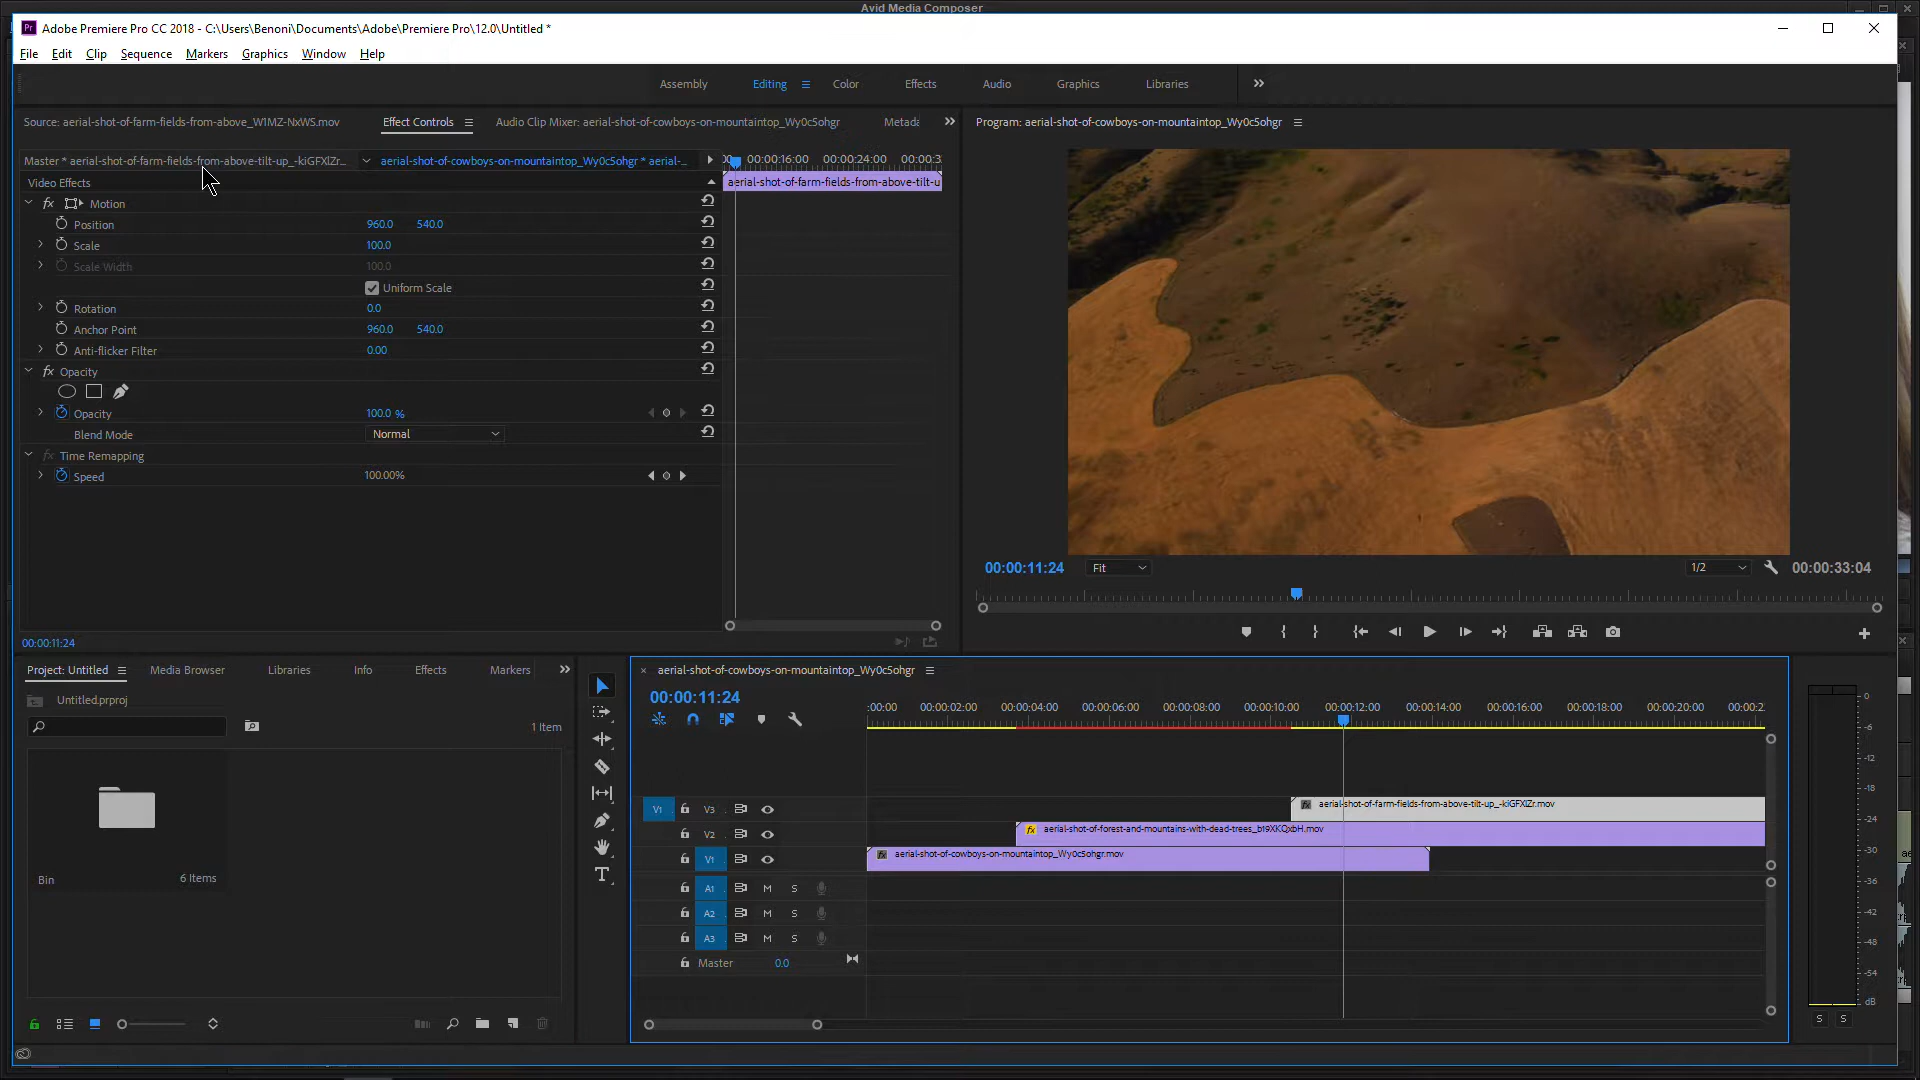 Avid Media Composer
Adobe Premiere Pro CC 2018 - C:\Users\Benoni\Documents\Adobe\Premiere Pro\12.0\Untitled *
File Edit Clip Sequence Markers Graphics Window Help
Assembly Editing Color Effects Audio Graphics Libraries
Source: aerial-shot-of-farm-fields-from-above_W1MZ-NxWS.mov Effect Controls Audio Clip Mixer: aerial-shot-of-cowboys-on-mountaintop_Wy0c5ohgr Metada
Program: aerial-shot-of-cowboys-on-mountaintop_Wy0c5ohgr
Master * aerial-shot-of-farm-fields-from-above-tilt-up_-kiGFXlZr... aerial-shot-of-cowboys-on-mountaintop_Wy0c5ohgr * aerial-...
00:00:16:00 00:00:24:00 00:00:3
Video Effects
aerial-shot-of-farm-fields-from-above-tilt-u
fx Motion
Position 960.0 540.0
Scale 100.0
Scale Width 100.0
Uniform Scale
Rotation 0.0
Anchor Point 960.0 540.0
Anti-flicker Filter 0.00
fx Opacity
Opacity 100.0 %
Blend Mode Normal
fx Time Remapping
Speed 100.00%
00:00:11:24
00:00:11:24 Fit 1/2 00:00:33:04
Project: Untitled Media Browser Libraries Info Effects Markers
Untitled.prproj
1 Item
Bin 6 Items
× aerial-shot-of-cowboys-on-mountaintop_Wy0c5ohgr
00:00:11:24
:00:00 00:00:02:00 00:00:04:00 00:00:06:00 00:00:08:00 00:00:10:00 00:00:12:00 00:00:14:00 00:00:16:00 00:00:18:00 00:00:20:00 00:00:2
V1 V3 fx aerial-shot-of-farm-fields-from-above-tilt-up_-kiGFXlZr.mov
V2 fx aerial-shot-of-forest-and-mountains-with-dead-trees_b19XKQxbH.mov
V1 fx aerial-shot-of-cowboys-on-mountaintop_Wy0c5ohgr.mov
A1 M S
A2 M S
A3 M S
Master 0.0
T
0
-6
-12
-18
-24
-30
-36
-42
-48
-54
dB
S S